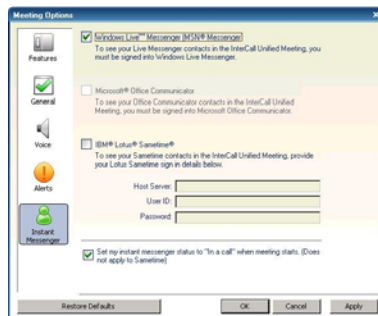 Meeting Options
Features
General
Voice
Alerts
Instant
Messenger
Windows Live™ Messenger (MSN® Messenger)
To see your Live Messenger contacts in the InterCall Unified Meeting, you
must be signed into Windows Live Messenger.
Microsoft® Office Communicator
To see your Office Communicator contacts in the InterCall Unified
Meeting, you must be signed into Microsoft Office Communicator.
IBM® Lotus® Sametime®
To see your Sametime contacts in the InterCall Unified Meeting, provide
your Lotus Sametime sign in details below.
Host Server:
User ID:
Password:
Set my instant messenger status to "In a call" when meeting starts. (Does
not apply to Sametime)
Restore Defaults
OK
Cancel
Apply